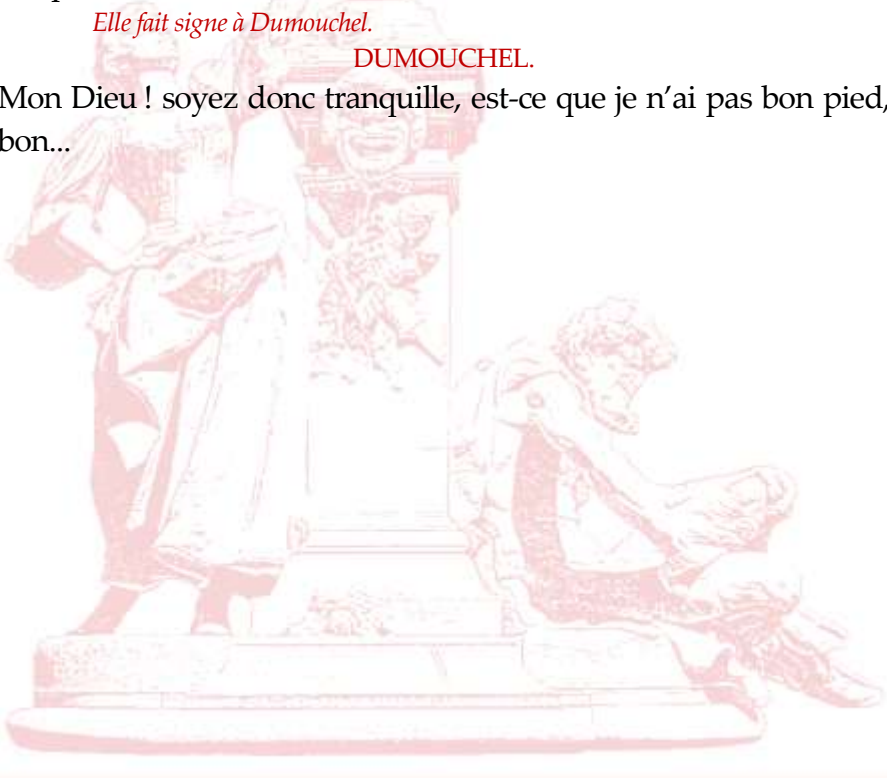 Elle fait signe à Dumouchel.
DUMOUCHEL.
Mon Dieu ! soyez donc tranquille, est-ce que je n’ai pas bon pied,
bon...